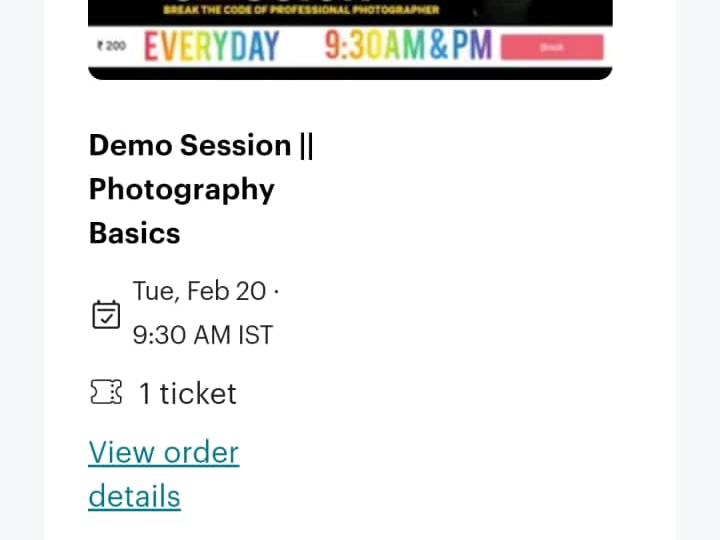 BREAK THE CODE OF PROFESSIONAL PHOTOGRAPHER
₹ 200 EVERYDAY 9:30AM&PM Book
Demo Session ||
Photography
Basics
Tue, Feb 20 ·
9:30 AM IST
1 ticket
View order
details